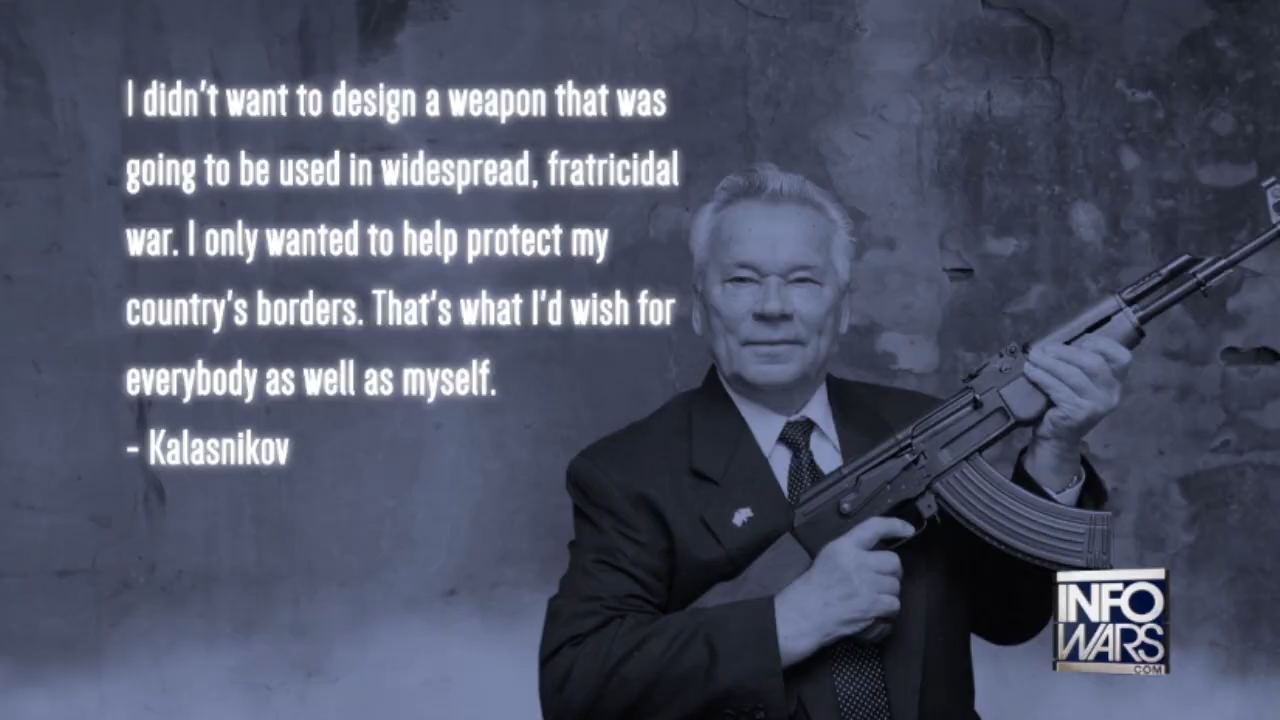 I didn't want to design a weapon that was
going to be used in widespread, fratricidal
war. I only wanted to help protect my
country's borders. That's what I'd wish for
everybody as well as myself.
- Kalasnikov
INFO
WARS
.COM